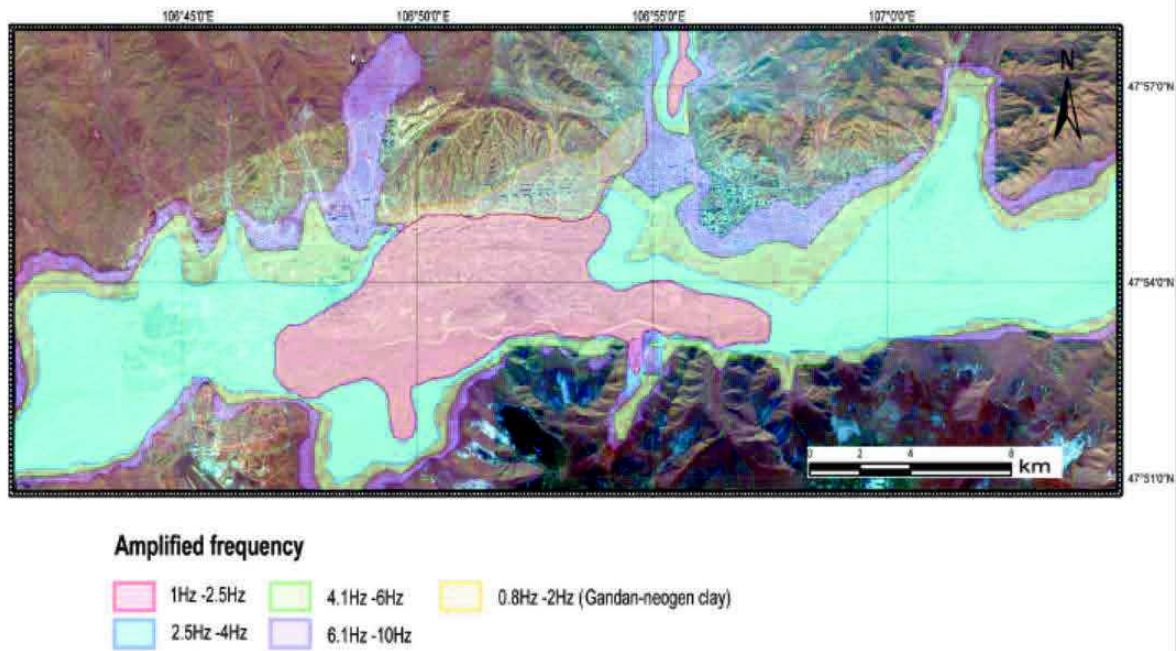 106°45'0"E 106°50'0"E 106°55'0"E 107°0'0"E
N
47°57'0"N
47°54'0"N
0 2 4 8
km
47°51'0"N
Amplified frequency
1Hz -2.5Hz 4.1Hz -6Hz 0.8Hz -2Hz (Gandan-neogen clay)
2.5Hz -4Hz 6.1Hz -10Hz